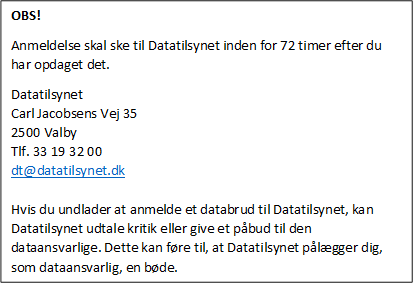 OBS!
Anmeldelse skal ske til Datatilsynet inden for 72 timer efter du
har opdaget det.
Datatilsynet
Carl Jacobsens Vej 35
2500 Valby
Tlf. 33 19 32 00
dt@datatilsynet.dk
Hvis du undlader at anmelde et databrud til Datatilsynet, kan
Datatilsynet udtale kritik eller give et påbud til den
dataansvarlige. Dette kan føre til, at Datatilsynet pålægger dig,
som dataansvarlig, en bøde.